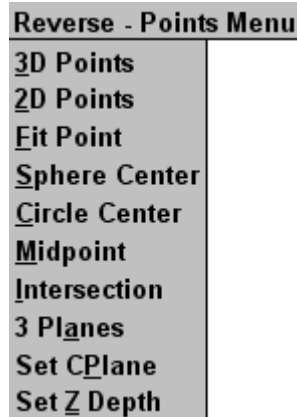 Reverse - Points Menu
3D Points
2D Points
Fit Point
Sphere Center
Circle Center
Midpoint
Intersection
3 Planes
Set CPlane
Set Z Depth